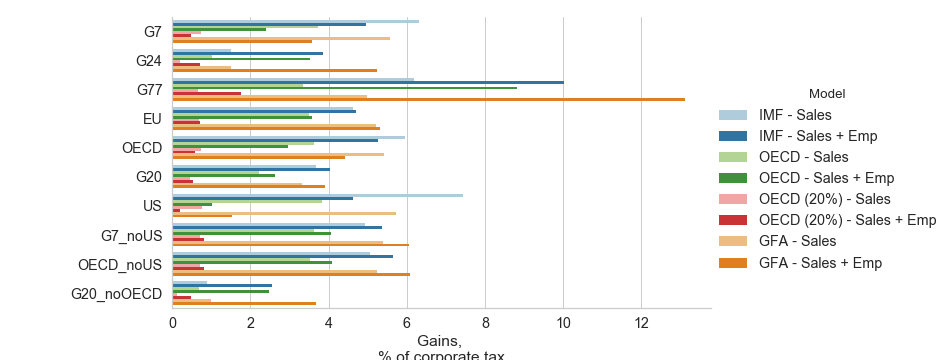 G7
G24
G77
EU
OECD
G20
US
G7_noUS
OECD_noUS
G20_noOECD
0 2 4 6 8 10 12
Gains,
% of corporate tax
Model
IMF - Sales
IMF - Sales + Emp
OECD - Sales
OECD - Sales + Emp
OECD (20%) - Sales
OECD (20%) - Sales + Emp
GFA - Sales
GFA - Sales + Emp